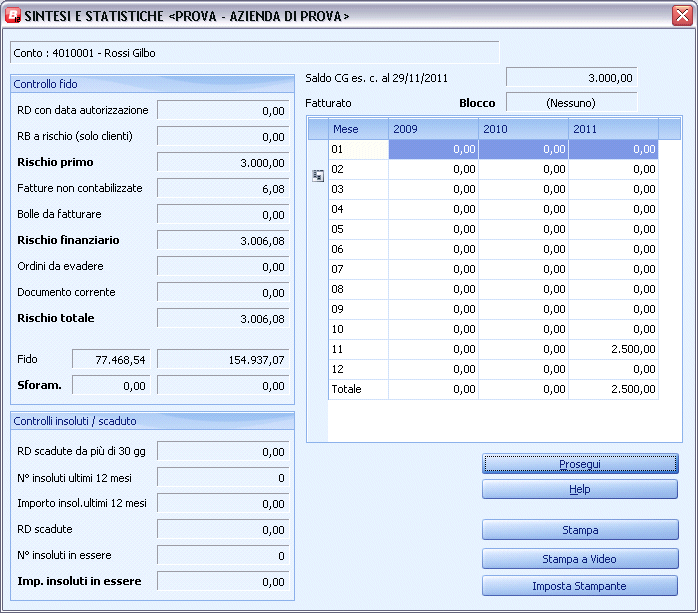 SINTESI E STATISTICHE <PROVA - AZIENDA DI PROVA>
Conto : 4010001 - Rossi Gilbo
Controllo fido
RD con data autorizzazione 0,00
RB a rischio (solo clienti) 0,00
Rischio primo 3.000,00
Fatture non contabilizzate 6,08
Bolle da fatturare 0,00
Rischio finanziario 3.006,08
Ordini da evadere 0,00
Documento corrente 0,00
Rischio totale 3.006,08
Fido 77.468,54 154.937,07
Sforam. 0,00 0,00
Controlli insoluti / scaduto
RD scadute da più di 30 gg 0,00
N° insoluti ultimi 12 mesi 0
Importo insol.ultimi 12 mesi 0,00
RD scadute 0,00
N° insoluti in essere 0
Imp. insoluti in essere 0,00
Saldo CG es. c. al 29/11/2011 3.000,00
Fatturato Blocco (Nessuno)
Mese 2009 2010 2011
01 0,00 0,00 0,00
02 0,00 0,00 0,00
03 0,00 0,00 0,00
04 0,00 0,00 0,00
05 0,00 0,00 0,00
06 0,00 0,00 0,00
07 0,00 0,00 0,00
08 0,00 0,00 0,00
09 0,00 0,00 0,00
10 0,00 0,00 0,00
11 0,00 0,00 2.500,00
12 0,00 0,00 0,00
Totale 0,00 0,00 2.500,00
Prosegui
Help
Stampa
Stampa a Video
Imposta Stampante